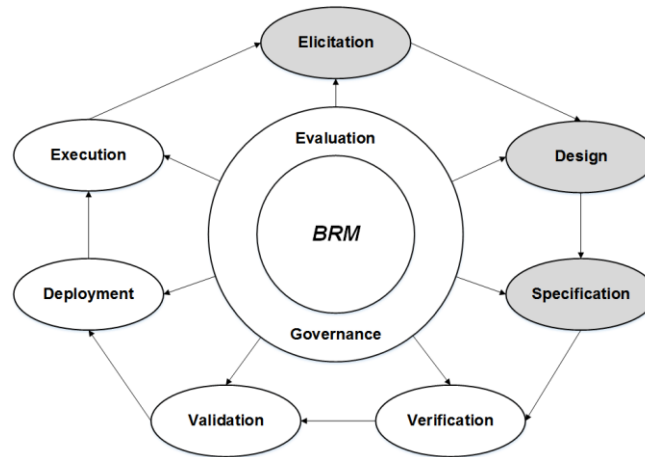 Elicitation
Evaluation
Execution
Design
BRM
Deployment
Specification
Governance
Validation
Verification